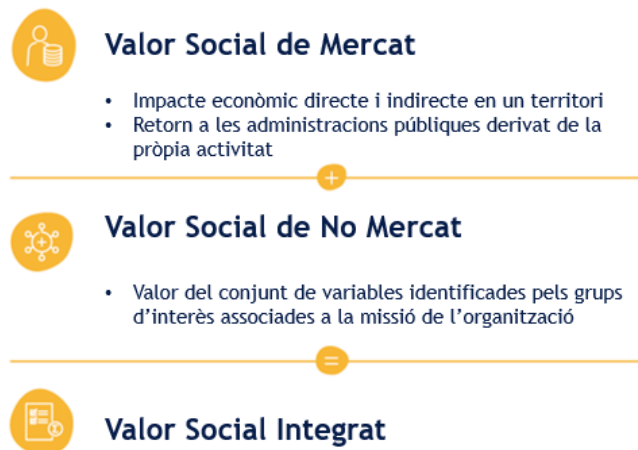 Valor Social de Mercat
• Impacte econòmic directe i indirecte en un territori
• Retorn a les administracions públiques derivat de la
pròpia activitat
+
Valor Social de No Mercat
• Valor del conjunt de variables identificades pels grups
d'interès associades a la missió de l'organització
=
Valor Social Integrat